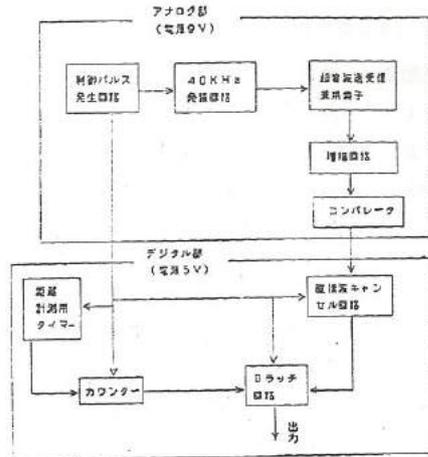 アナログ部
(電源9V)
制御パルス
発生回路
40KHz
発振回路
超音波送受信
兼用素子
増幅回路
コンパレータ
デジタル部
(電源5V)
距離
計測用
タイマー
直接波キャン
セル回路
カウンター
Dラッチ
回路
出力